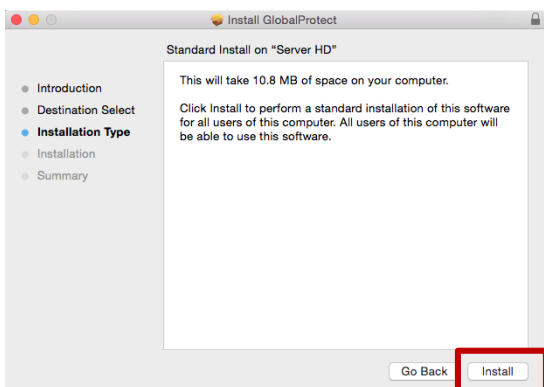 Install GlobalProtect
Standard Install on "Server HD"
Introduction
Destination Select
Installation Type
Installation
Summary
This will take 10.8 MB of space on your computer.
Click Install to perform a standard installation of this software
for all users of this computer. All users of this computer will
be able to use this software.
Go Back
Install